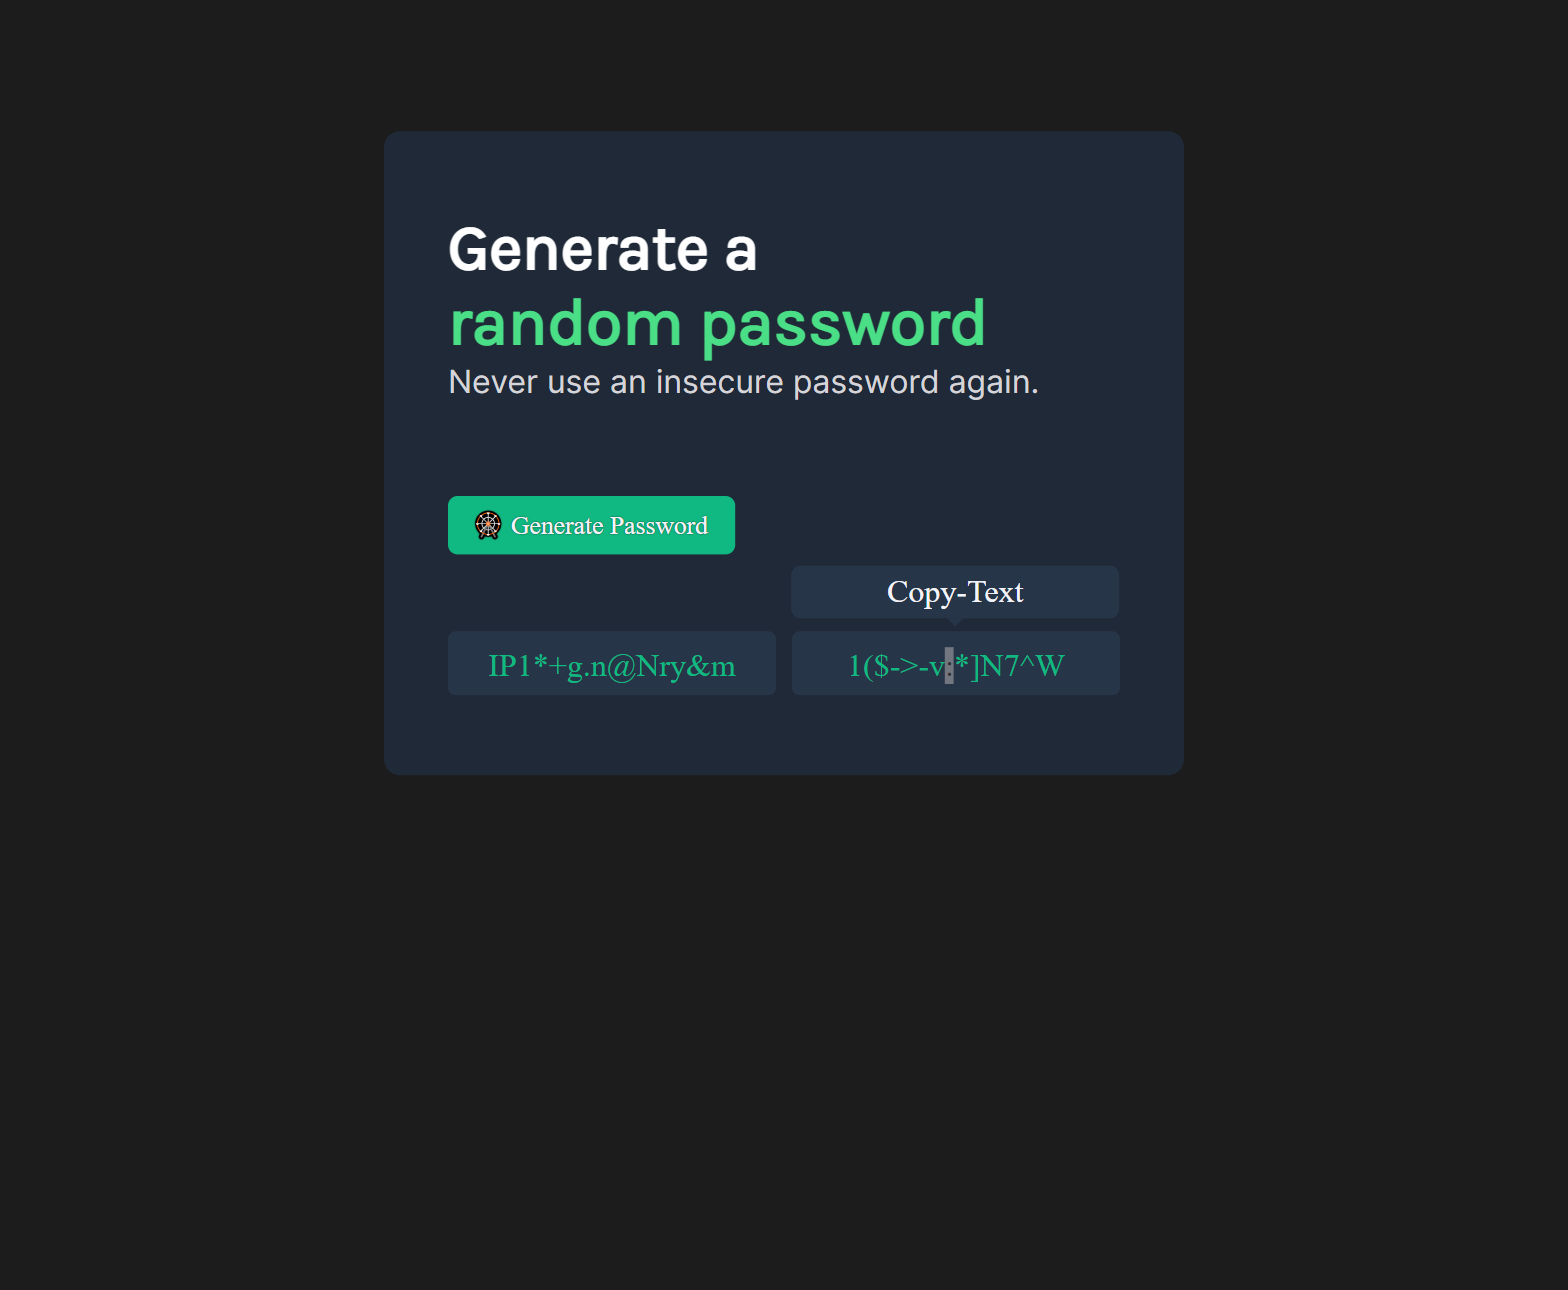 Generate a
random password
Never use an insecure password again.
Generate Password
Copy-Text
IP1*+g.n@Nry&m
1($->-v:*]N7^W